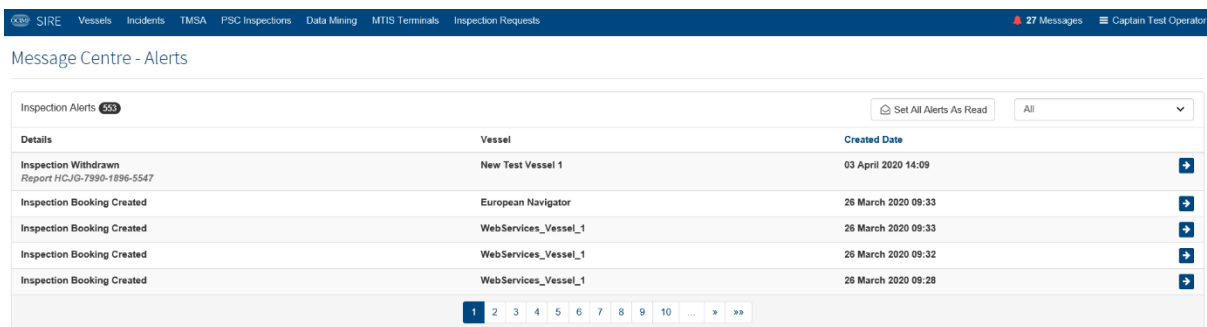 OCIMF SIRE Vessels Incidents TMSA PSC Inspections Data Mining MTIS Terminals Inspection Requests 27 Messages Captain Test Operator
Message Centre - Alerts
Inspection Alerts 553 Set All Alerts As Read All
Details Vessel Created Date
Inspection Withdrawn New Test Vessel 1 03 April 2020 14:09
Report HCJG-7990-1896-5547
Inspection Booking Created European Navigator 26 March 2020 09:33
Inspection Booking Created WebServices_Vessel_1 26 March 2020 09:33
Inspection Booking Created WebServices_Vessel_1 26 March 2020 09:32
Inspection Booking Created WebServices_Vessel_1 26 March 2020 09:28
1 2 3 4 5 6 7 8 9 10 ... » »»